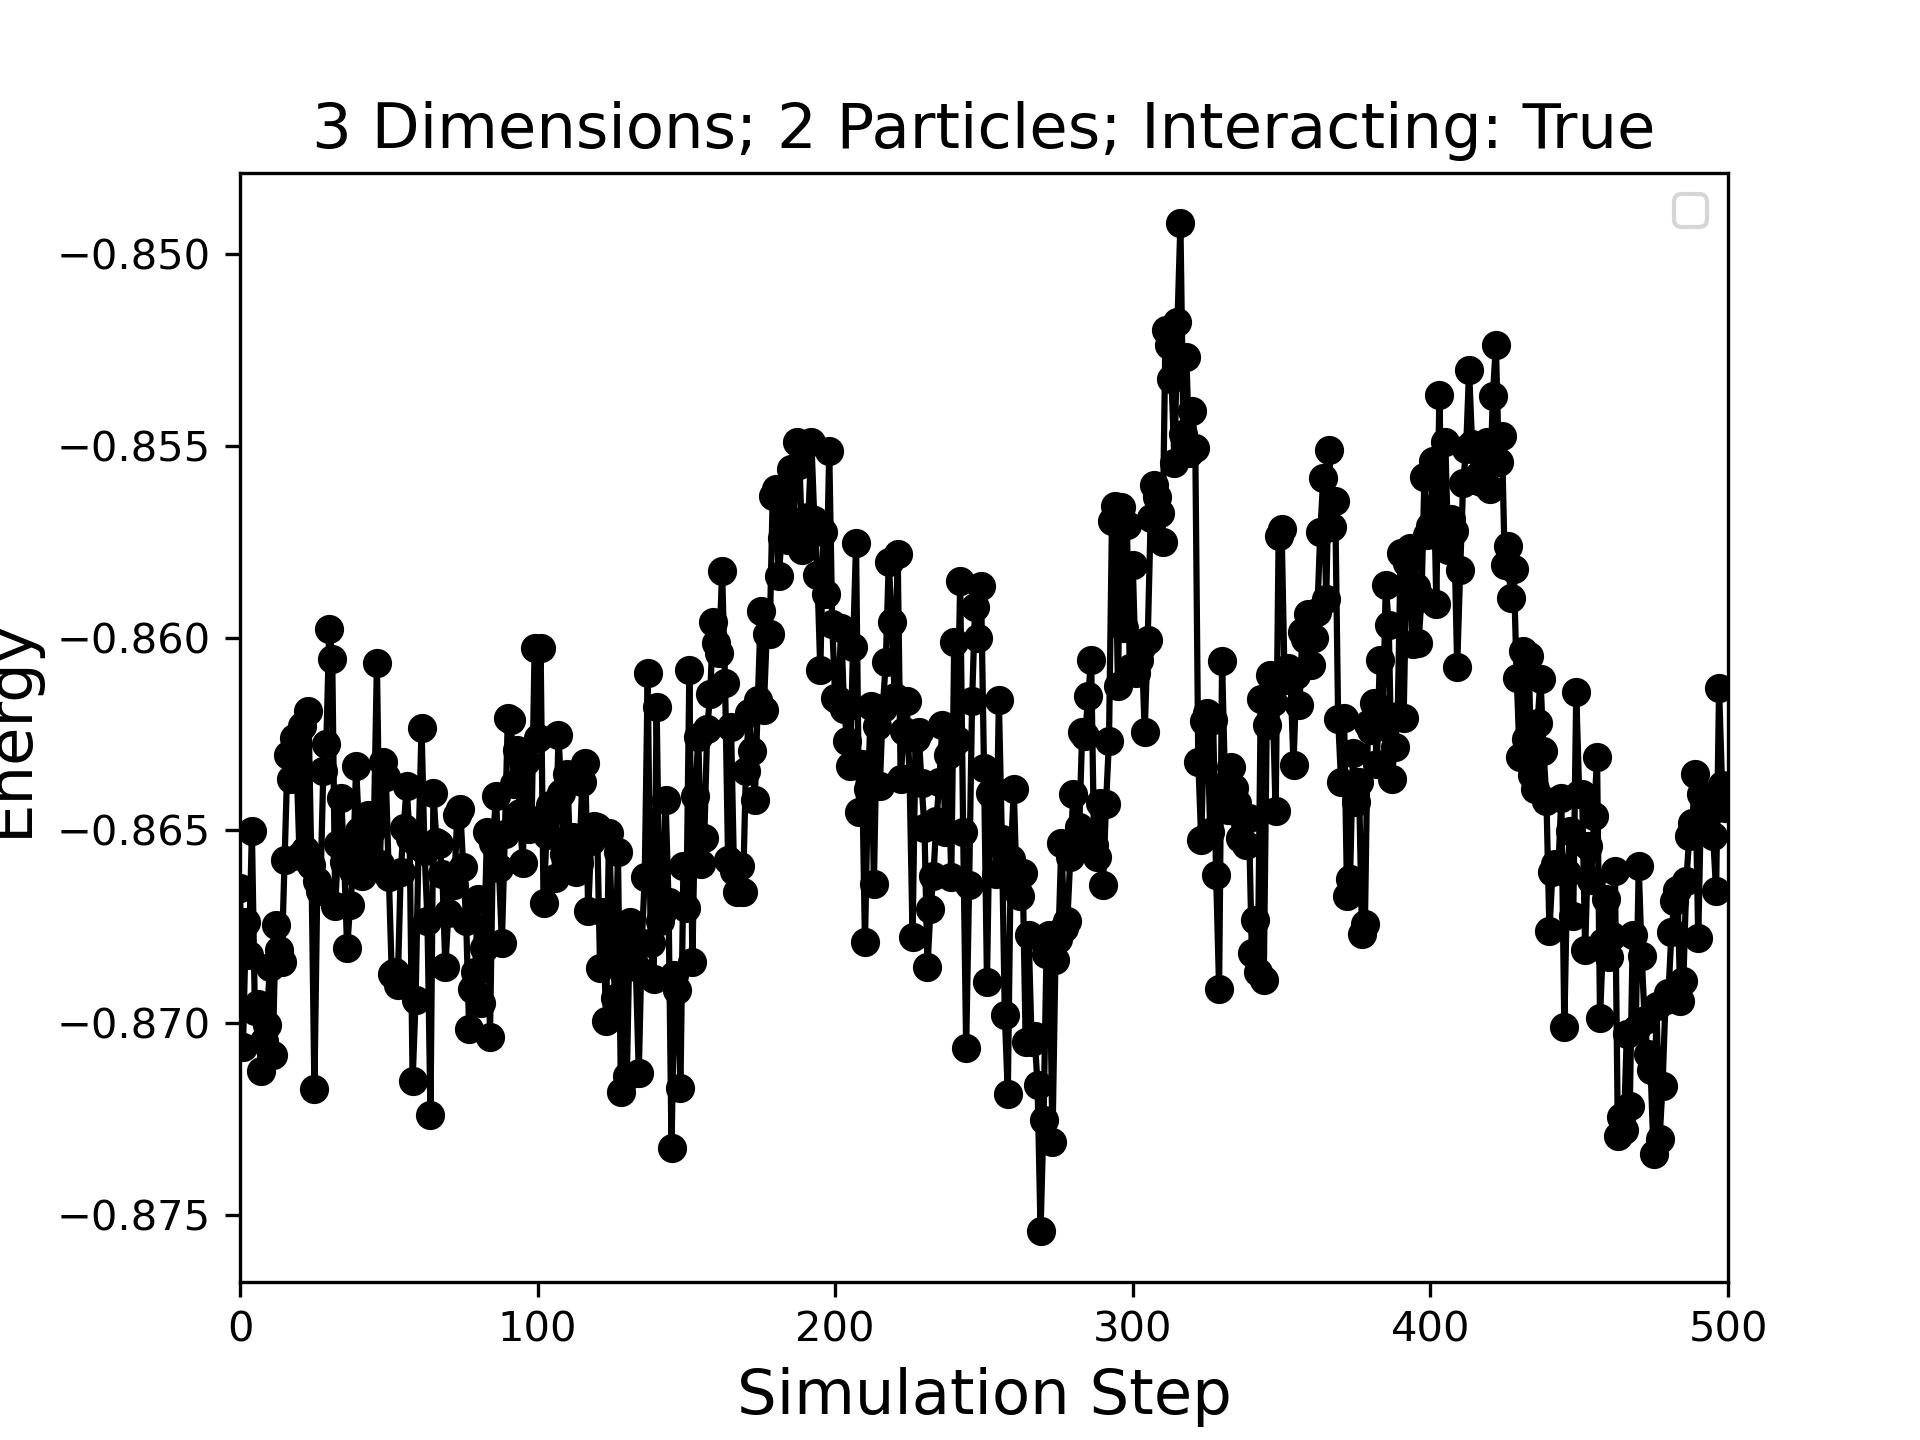 3 Dimensions; 2 Particles; Interacting: True
−0.850
−0.855
−0.860
−0.865
−0.870
−0.875
Energy
0 100 200 300 400 500
Simulation Step